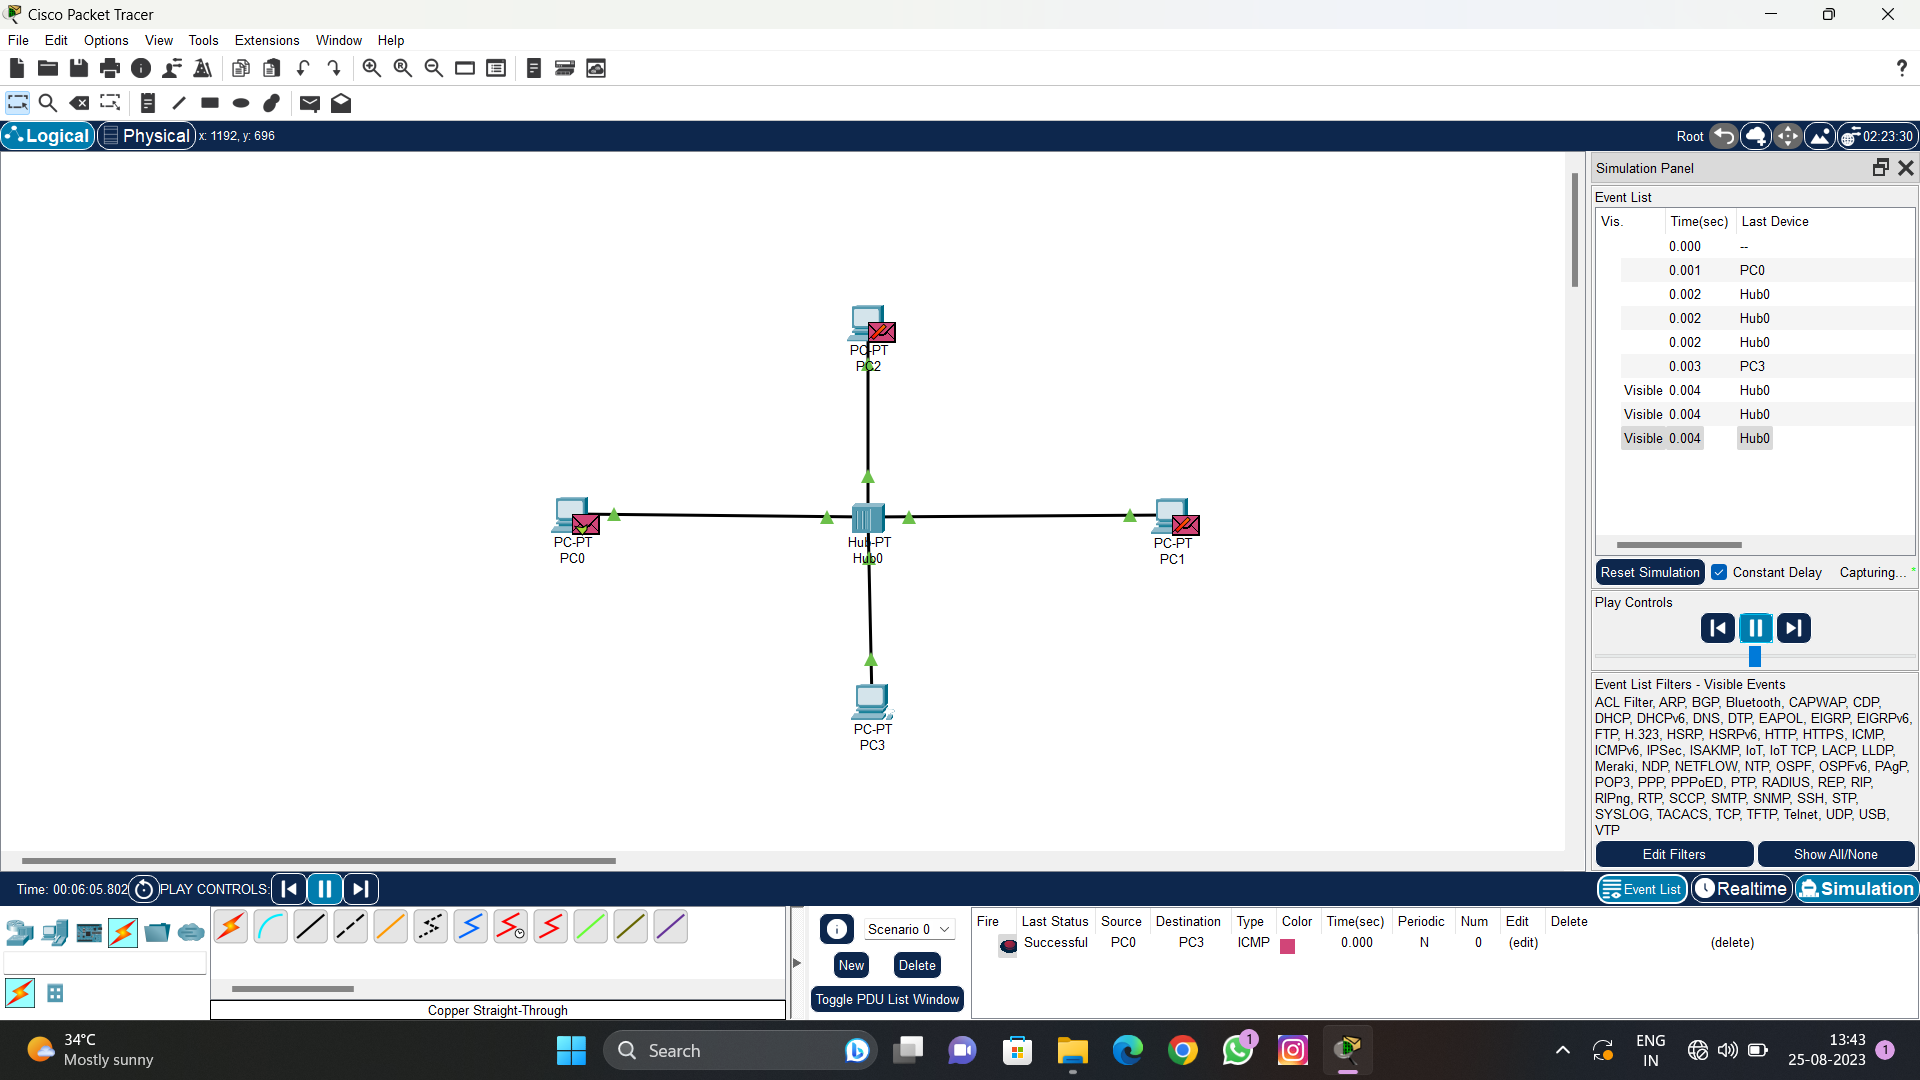 Cisco Packet Tracer
File Edit Options View Tools Extensions Window Help
?
Logical Physical x: 1192, y: 696 Root 02:23:30
Simulation Panel
Event List
Vis. Time(sec) Last Device
0.000 --
0.001 PC0
0.002 Hub0
0.002 Hub0
0.002 Hub0
0.003 PC3
Visible 0.004 Hub0
Visible 0.004 Hub0
Visible 0.004 Hub0
Reset Simulation Constant Delay Capturing...
Play Controls
Event List Filters - Visible Events
ACL Filter, ARP, BGP, Bluetooth, CAPWAP, CDP,
DHCP, DHCPv6, DNS, DTP, EAPOL, EIGRP, EIGRPv6,
FTP, H.323, HSRP, HSRPv6, HTTP, HTTPS, ICMP,
ICMPv6, IPSec, ISAKMP, IoT, IoT TCP, LACP, LLDP,
Meraki, NDP, NETFLOW, NTP, OSPF, OSPFv6, PAgP,
POP3, PPP, PPPoED, PTP, RADIUS, REP, RIP,
RIPng, RTP, SCCP, SMTP, SNMP, SSH, STP,
SYSLOG, TACACS, TCP, TFTP, Telnet, UDP, USB,
VTP
Edit Filters Show All/None
PC-PT
PC2
PC-PT
PC0
Hub-PT
Hub0
PC-PT
PC1
PC-PT
PC3
Time: 00:06:05.802 PLAY CONTROLS: Event List Realtime Simulation
Scenario 0
New Delete
Toggle PDU List Window
Fire Last Status Source Destination Type Color Time(sec) Periodic Num Edit Delete
Successful PC0 PC3 ICMP 0.000 N 0 (edit) (delete)
Copper Straight-Through
34°C
Mostly sunny
Search
1
ENG
IN
13:43
25-08-2023
1